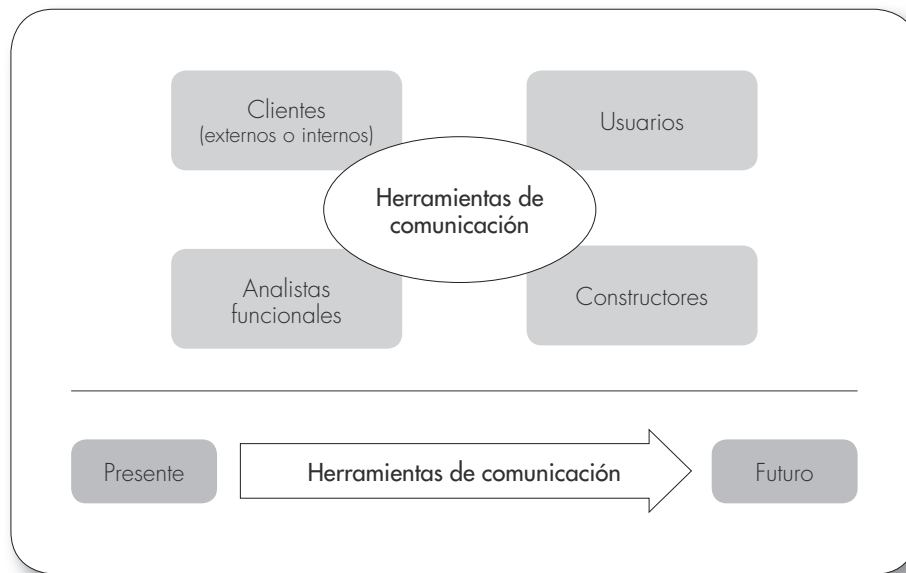 Clientes
(externos o internos)
Usuarios
Herramientas de
comunicación
Analistas
funcionales
Constructores
Presente
Herramientas de comunicación
Futuro